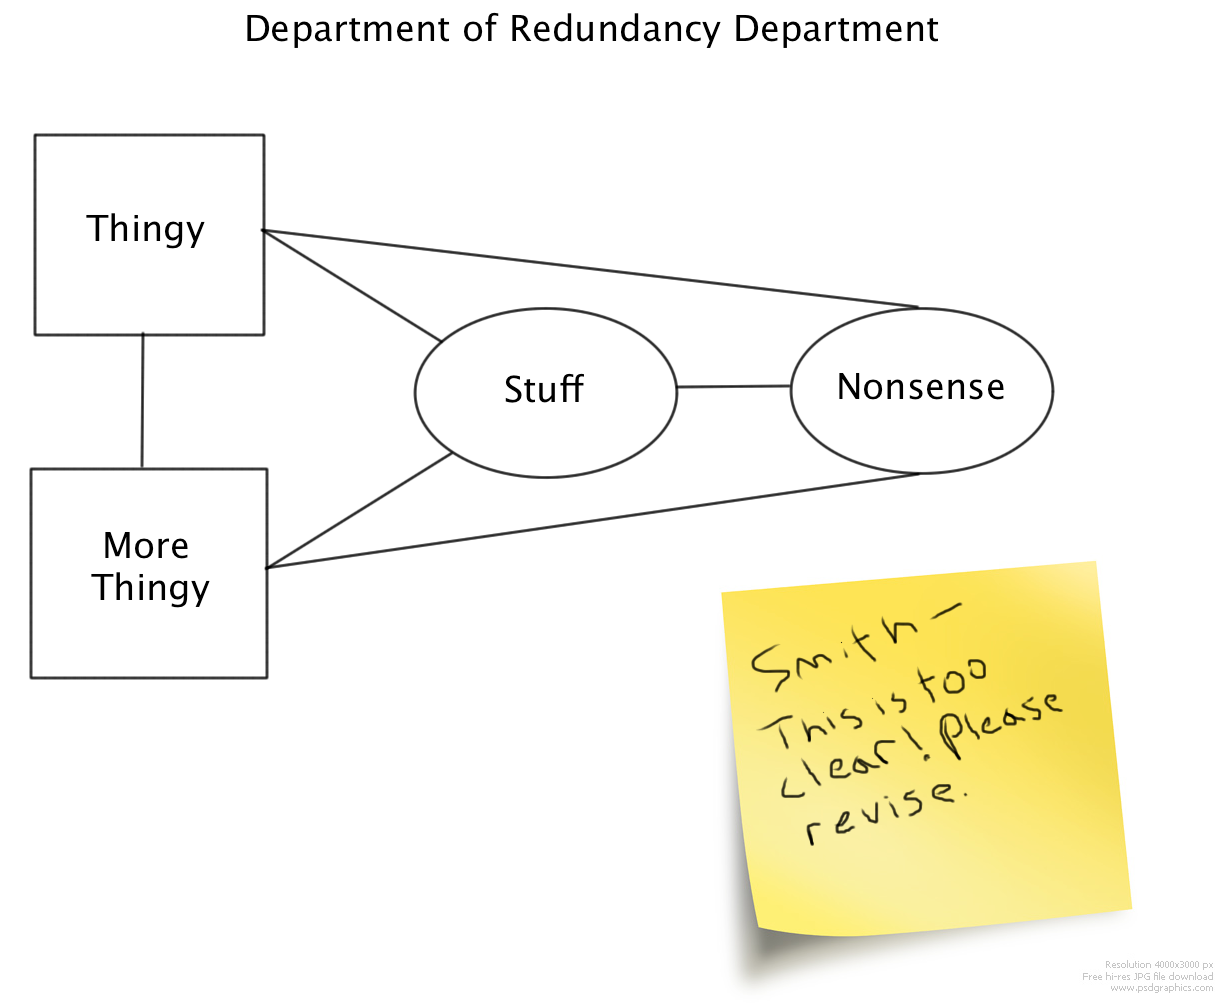 Department of Redundancy Department
Thingy
Stuff
Nonsense
More
Thingy
Smith—
This is too
clear! Please
revise.
Resolution 4000x3000 px
Free hi-res JPG file download
www.psdgraphics.com